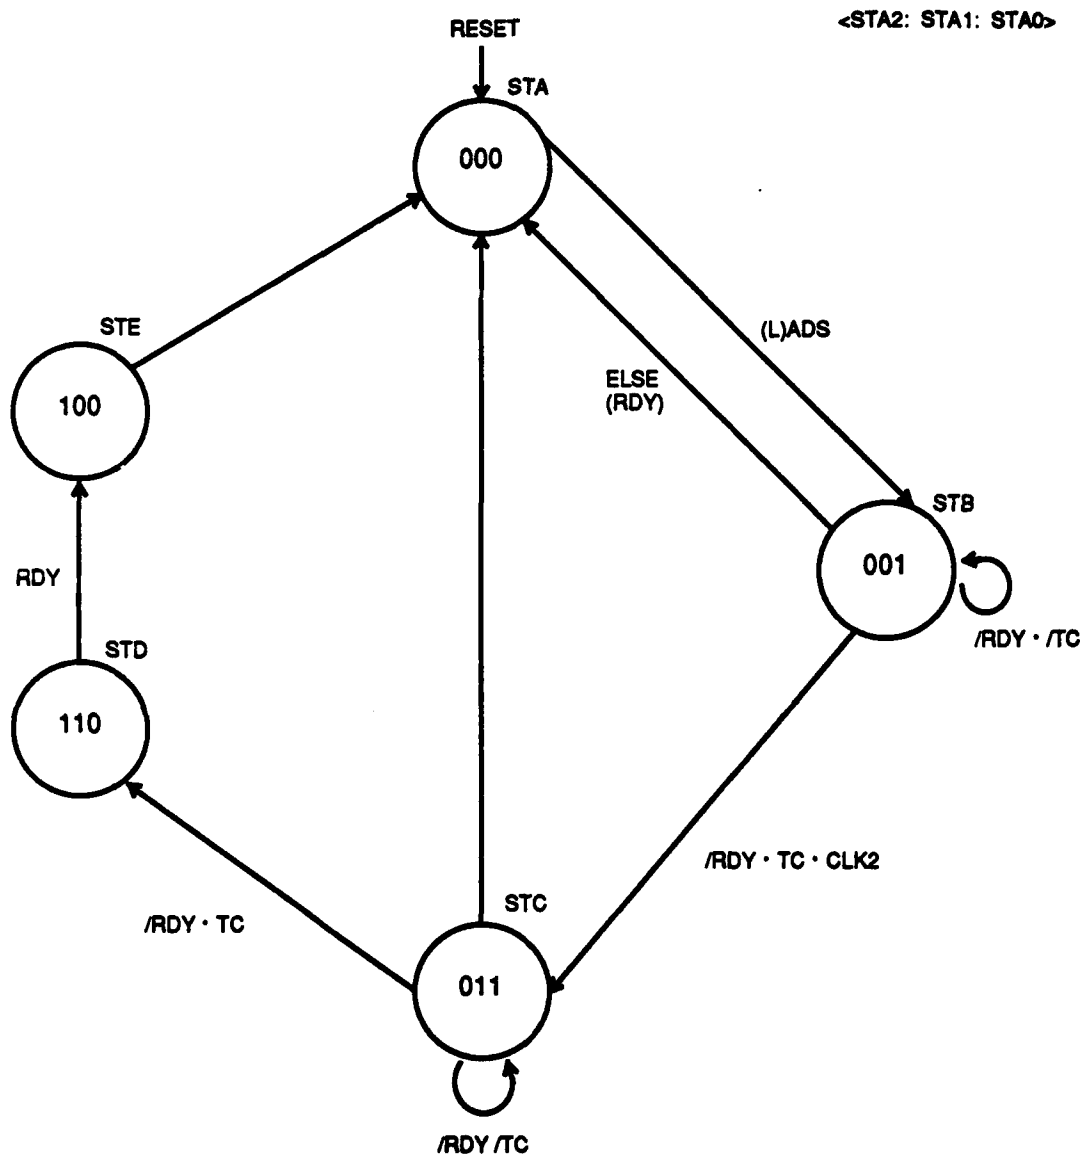 <STA2: STA1: STA0>
RESET
STA
000
(L)ADS
STE
ELSE
(RDY)
100
STB
001
RDY
/RDY · /TC
STD
110
/RDY · TC · CLK2
STC
/RDY · TC
011
/RDY /TC